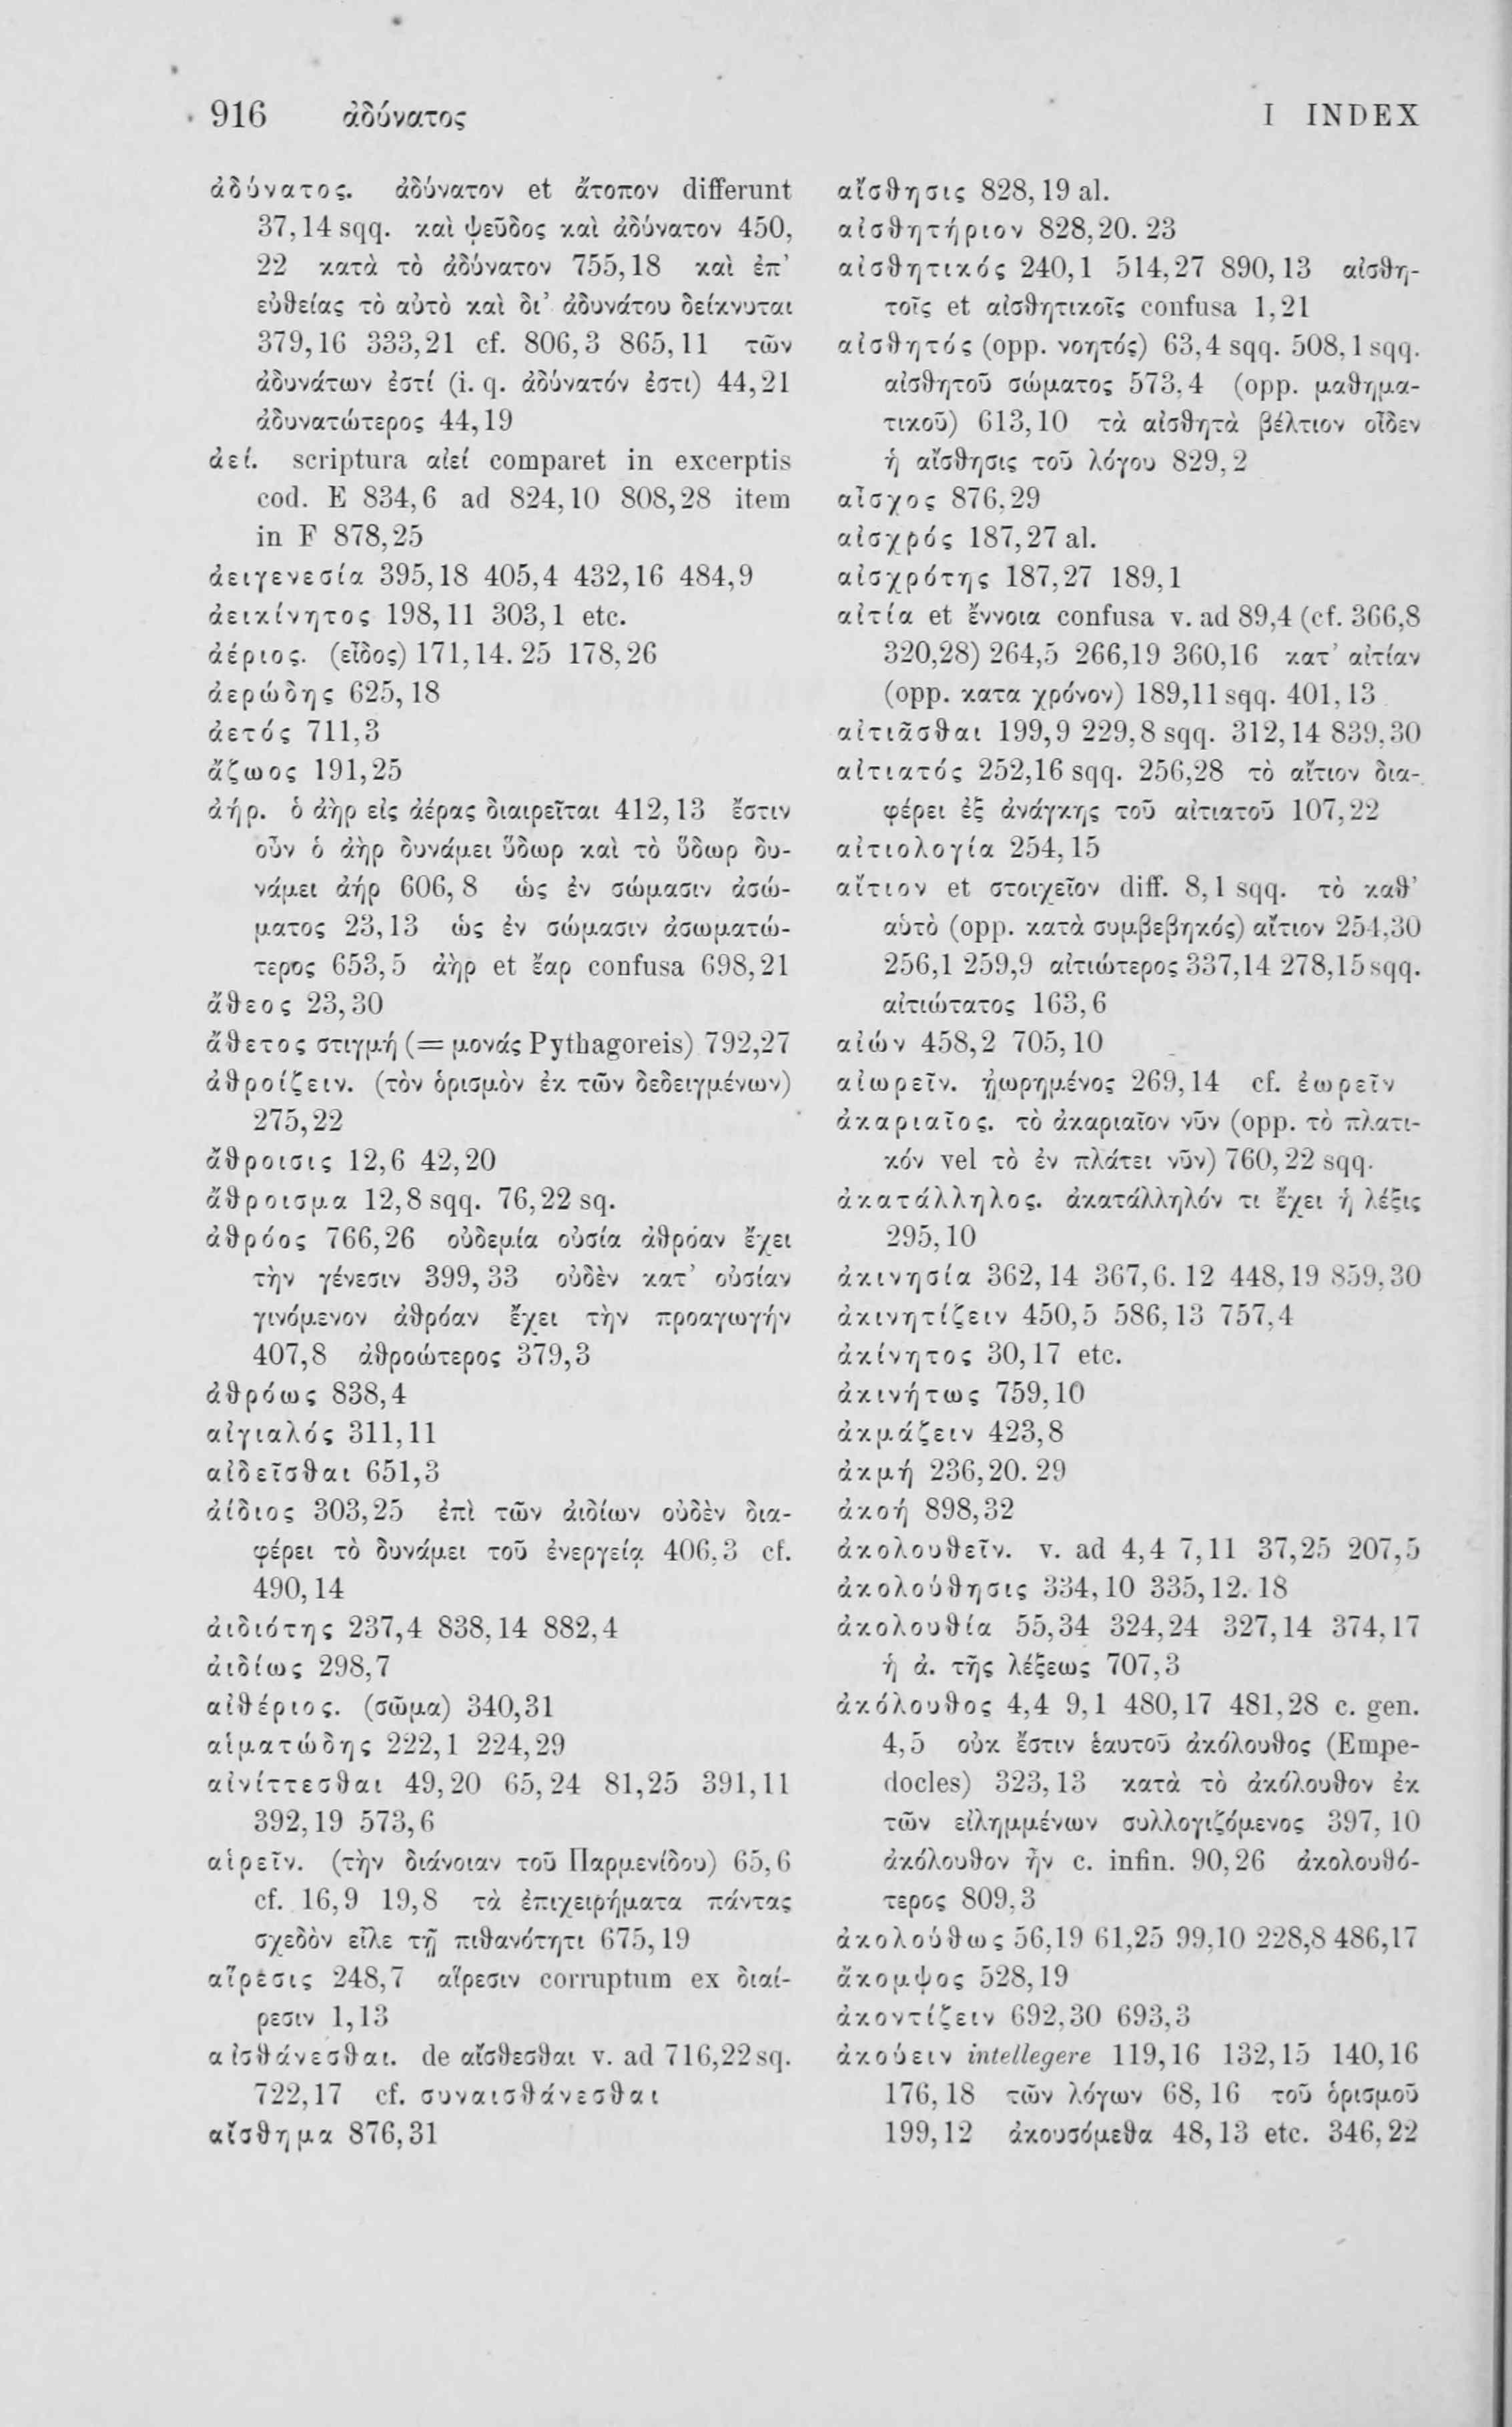 916 ἀδύνατος I INDEX
ἀδύνατος. ἀδύνατον et ἄτοπον differunt
37,14 sqq. καὶ ψεῦδος καὶ ἀδύνατον 450,
22 κατὰ τὸ ἀδύνατον 755,18 καὶ ἐπ’
εὐθείας τὸ αὐτὸ καὶ δι’ ἀδυνάτου δείκνυται
379,16 333,21 cf. 806,3 865,11 τῶν
ἀδυνάτων ἐστί (i. q. ἀδύνατόν ἐστι) 44,21
ἀδυνατώτερος 44,19
ἀεί. scriptura αἰεί comparet in excerptis
cod. E 834,6 ad 824,10 808,28 item
in F 878,25
ἀειγενεσία 395,18 405,4 432,16 484,9
ἀεικίνητος 198,11 303,1 etc.
ἀέριος. (εἶδος) 171,14. 25 178,26
ἀερώδης 625,18
ἀετός 711,3
ἄζωος 191,25
ἀήρ. ὁ ἀὴρ εἰς ἀέρας διαιρεῖται 412,13 ἔστιν
οὖν ὁ ἀὴρ δυνάμει ὕδωρ καὶ τὸ ὕδωρ δυ-
νάμει ἀήρ 606,8 ὡς ἐν σώμασιν ἀσώ-
ματος 23,13 ὡς ἐν σώμασιν ἀσωματώ-
τερος 653,5 ἀὴρ et ἔαρ confusa 698,21
ἄθεος 23,30
ἄθετος στιγμή (= μονάς Pythagoreis) 792,27
ἀθροίζειν. (τὸν ὁρισμὸν ἐκ τῶν δεδειγμένων)
275,22
ἄθροισις 12,6 42,20
ἄθροισμα 12,8 sqq. 76,22 sq.
ἀθρόος 766,26 οὐδεμία οὐσία ἀθρόαν ἔχει
τὴν γένεσιν 399,33 οὐδὲν κατ’ οὐσίαν
γινόμενον ἀθρόαν ἔχει τὴν προαγωγήν
407,8 ἀθροώτερος 379,3
ἀθρόως 838,4
αἰγιαλός 311,11
αἰδεῖσθαι 651,3
ἀίδιος 303,25 ἐπὶ τῶν ἀιδίων οὐδὲν δια-
φέρει τὸ δυνάμει τοῦ ἐνεργείᾳ 406,3 cf.
490,14
ἀιδιότης 237,4 838,14 882,4
ἀιδίως 298,7
αἰθέριος. (σῶμα) 340,31
αἱματώδης 222,1 224,29
αἰνίττεσθαι 49,20 65,24 81,25 391,11
392,19 573,6
αἱρεῖν. (τὴν διάνοιαν τοῦ Παρμενίδου) 65,6
cf. 16,9 19,8 τὰ ἐπιχειρήματα πάντας
σχεδὸν εἷλε τῇ πιθανότητι 675,19
αἵρεσις 248,7 αἵρεσιν corruptum ex διαί-
ρεσιν 1,13
αἰσθάνεσθαι. de αἴσθεσθαι v. ad 716,22 sq.
722,17 cf. συναισθάνεσθαι
αἴσθημα 876,31
αἴσθησις 828,19 al.
αἰσθητήριον 828,20. 23
αἰσθητικός 240,1 514,27 890,13 αἰσθη-
τοῖς et αἰσθητικοῖς confusa 1,21
αἰσθητός (opp. νοητός) 63,4 sqq. 508,1 sqq.
αἰσθητοῦ σώματος 573,4 (opp. μαθημα-
τικοῦ) 613,10 τὰ αἰσθητὰ βέλτιον οἶδεν
ἡ αἴσθησις τοῦ λόγου 829,2
αἶσχος 876,29
αἰσχρός 187,27 al.
αἰσχρότης 187,27 189,1
αἰτία et ἔννοια confusa v. ad 89,4 (cf. 366,8
320,28) 264,5 266,19 360,16 κατ’ αἰτίαν
(opp. κατα χρόνον) 189,11 sqq. 401,13
αἰτιᾶσθαι 199,9 229,8 sqq. 312,14 839,30
αἰτιατός 252,16 sqq. 256,28 τὸ αἴτιον δια-
φέρει ἐξ ἀνάγκης τοῦ αἰτιατοῦ 107,22
αἰτιολογία 254,15
αἴτιον et στοιχεῖον diff. 8,1 sqq. τὸ καθ’
αὑτὸ (opp. κατὰ συμβεβηκός) αἴτιον 254,30
256,1 259,9 αἰτιώτερος 337,14 278,15 sqq.
αἰτιώτατος 163,6
αἰών 458,2 705,10
αἰωρεῖν. ᾐωρημένος 269,14 cf. ἐωρεῖν
ἀκαριαῖος. τὸ ἀκαριαῖον νῦν (opp. τὸ πλατι-
κόν vel τὸ ἐν πλάτει νῦν) 760,22 sqq.
ἀκατάλληλος. ἀκατάλληλόν τι ἔχει ἡ λέξις
295,10
ἀκινησία 362,14 367,6. 12 448,19 859,30
ἀκινητίζειν 450,5 586,13 757,4
ἀκίνητος 30,17 etc.
ἀκινήτως 759,10
ἀκμάζειν 423,8
ἀκμή 236,20. 29
ἀκοή 898,32
ἀκολουθεῖν. v. ad 4,4 7,11 37,25 207,5
ἀκολούθησις 334,10 335,12. 18
ἀκολουθία 55,34 324,24 327,14 374,17
ἡ ἀ. τῆς λέξεως 707,3
ἀκόλουθος 4,4 9,1 480,17 481,28 c. gen.
4,5 οὐκ ἔστιν ἑαυτοῦ ἀκόλουθος (Empe-
docles) 323,13 κατὰ τὸ ἀκόλουθον ἐκ
τῶν εἰλημμένων συλλογιζόμενος 397,10
ἀκόλουθον ἦν c. infin. 90,26 ἀκολουθό-
τερος 809,3
ἀκολούθως 56,19 61,25 99,10 228,8 486,17
ἄκομψος 528,19
ἀκοντίζειν 692,30 693,3
ἀκούειν intellegere 119,16 132,15 140,16
176,18 τῶν λόγων 68,16 τοῦ ὁρισμοῦ
199,12 ἀκουσόμεθα 48,13 etc. 346,22